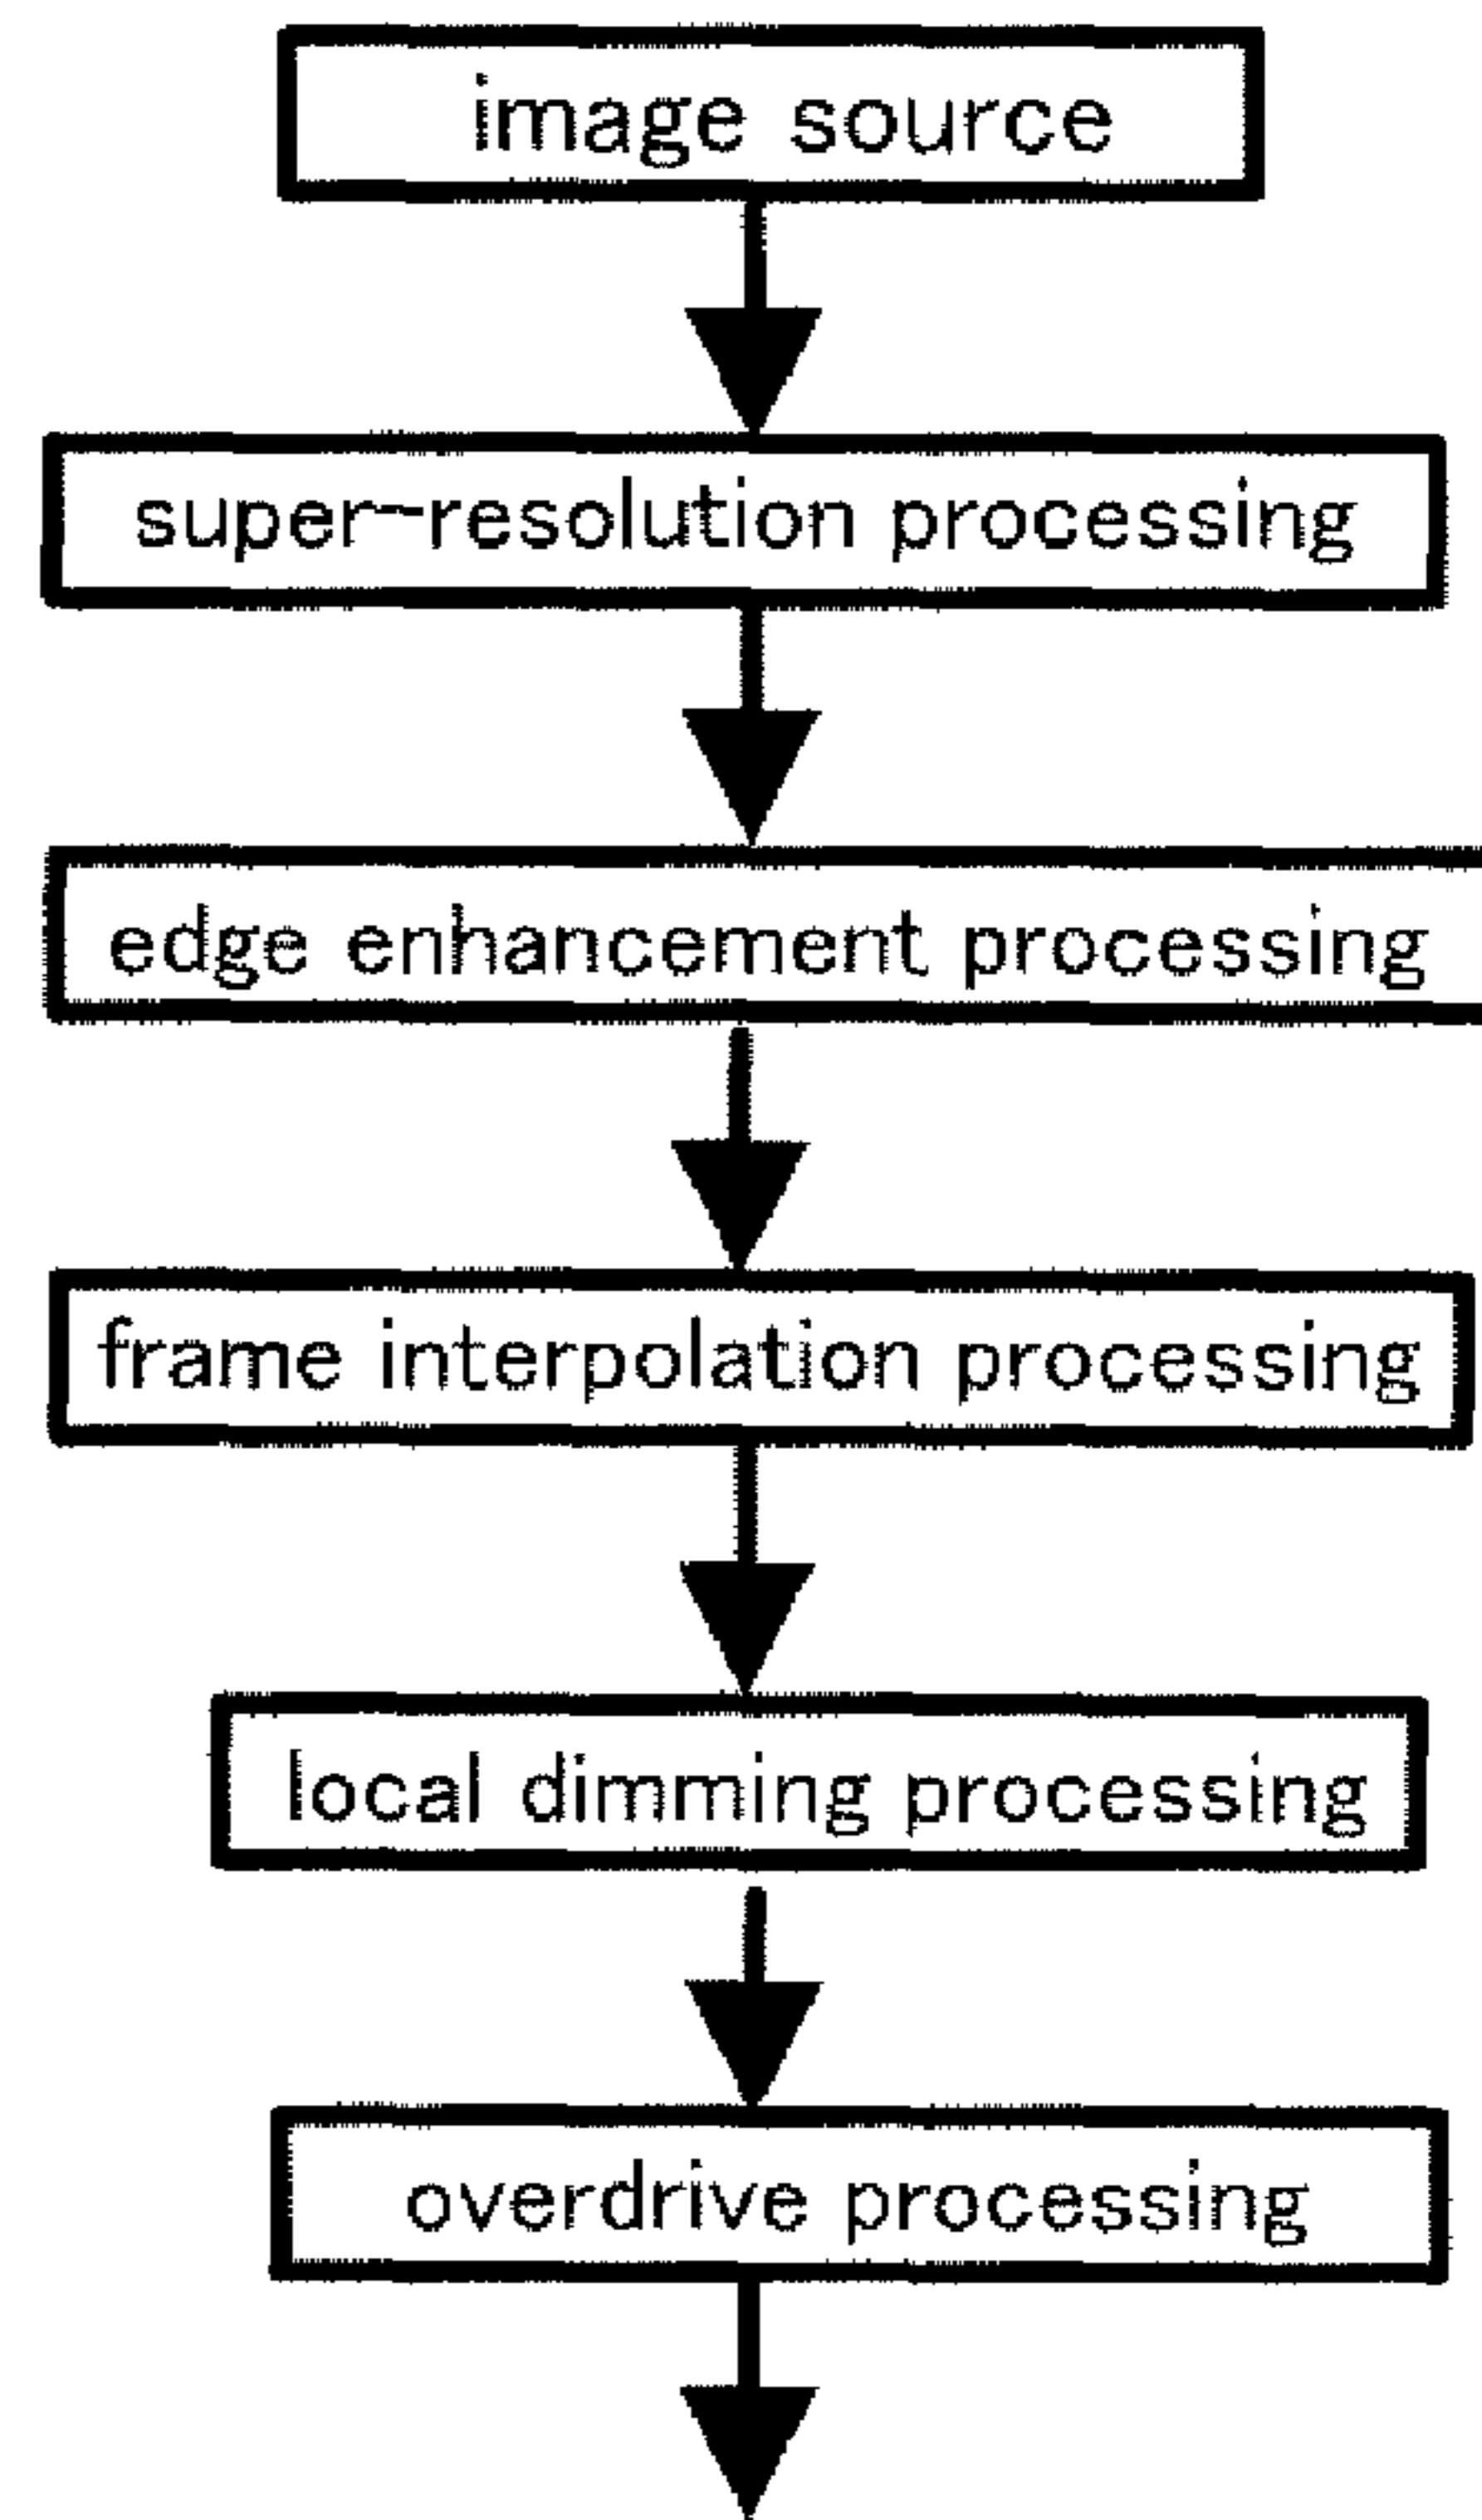 image source
super-resolution processing
edge enhancement processing
frame interpolation processing
local dimming processing
overdrive processing